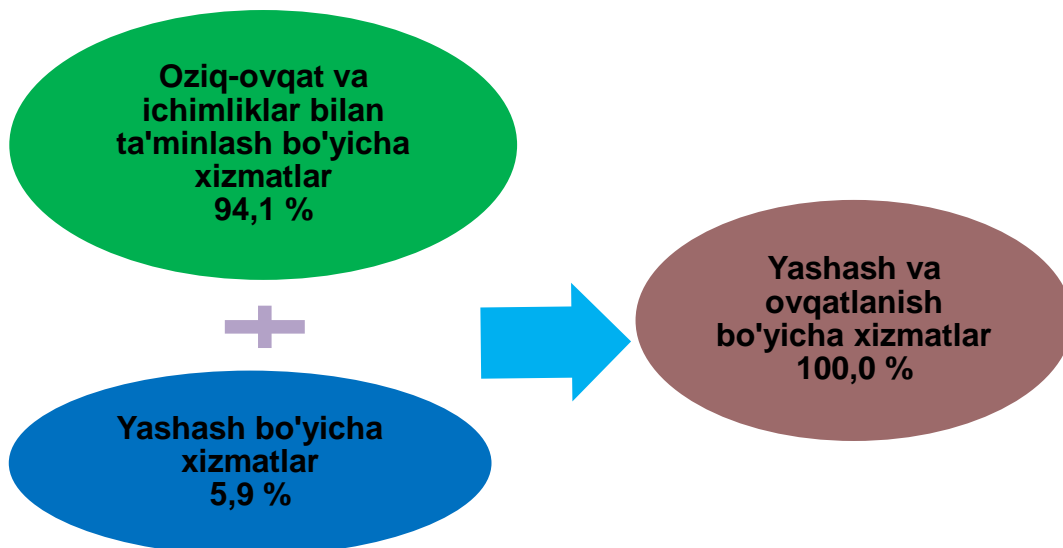 Oziq-ovqat va
ichimliklar bilan
ta'minlash bo'yicha
xizmatlar
94,1 %
Yashash bo'yicha
xizmatlar
5,9 %
Yashash va
ovqatlanish
bo'yicha xizmatlar
100,0 %